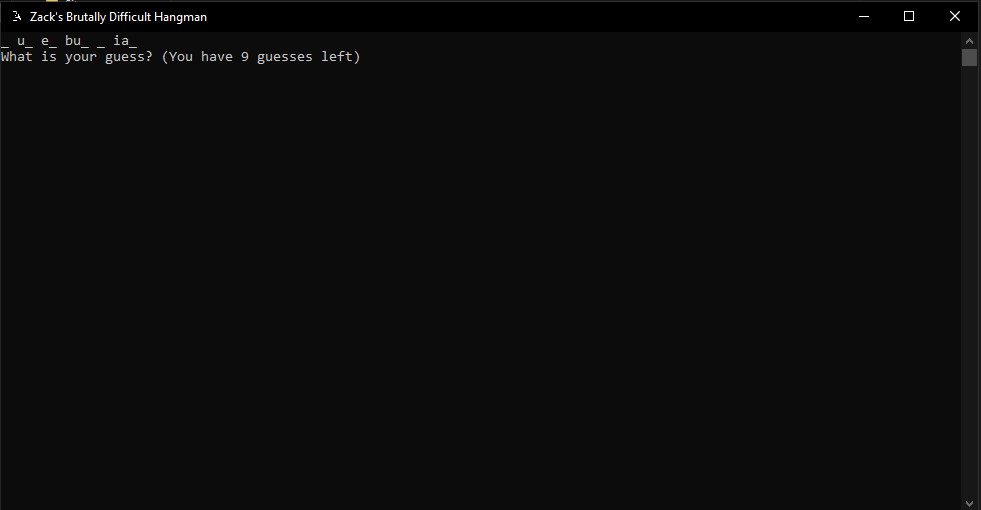 Zack's Brutally Difficult Hangman
_ u_ e_ bu_ _ ia_
What is your guess? (You have 9 guesses left)